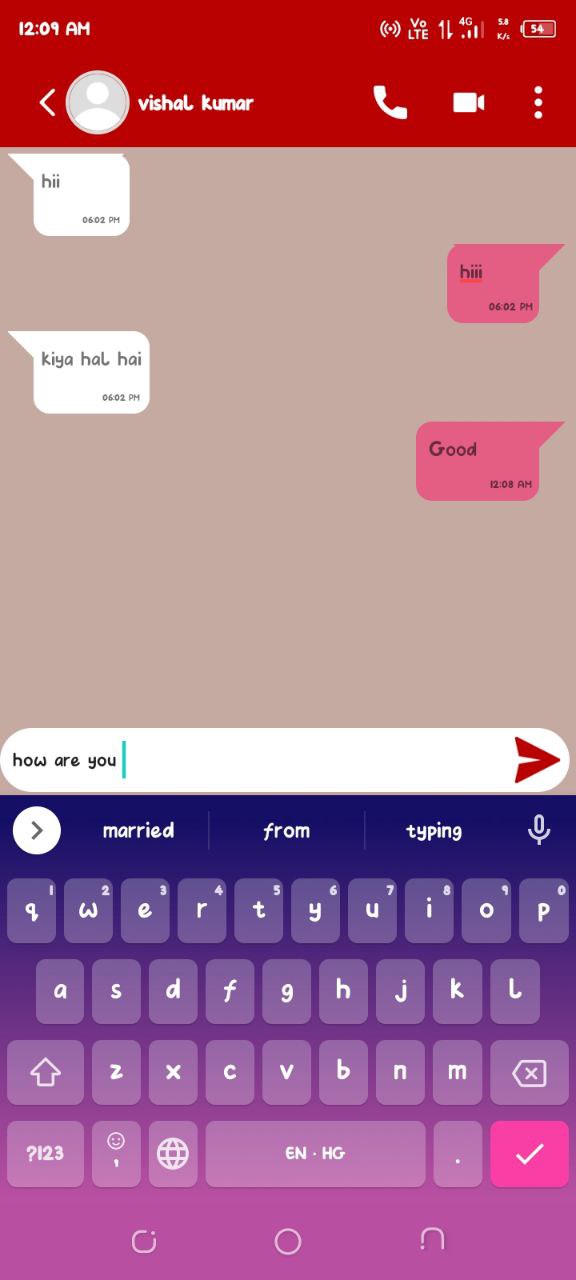 12:09 AM
Vo LTE 4G 5.8 K/s 54
vishal kumar
hii
06:02 PM
hiii
06:02 PM
kiya hal hai
06:02 PM
Good
12:08 AM
how are you
married from typing
1 2 3 4 5 6 7 8 9 0
q w e r t y u i o p
a s d f g h j k l
z x c v b n m
?123 , EN · HG .